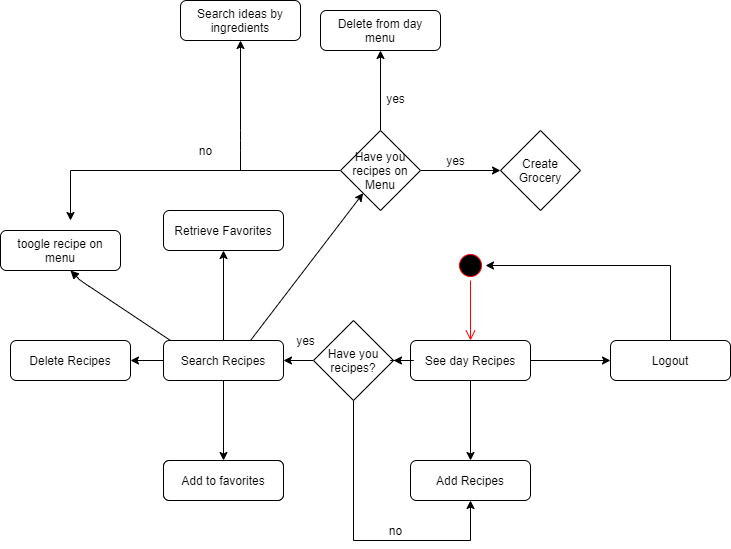 Search ideas by
ingredients
Delete from day
menu
yes
no
Have you
recipes on
Menu
yes
Create
Grocery
Retrieve Favorites
toogle recipe on
menu
Delete Recipes
Search Recipes
yes
Have you
recipes?
See day Recipes
Logout
Add to favorites
Add Recipes
no